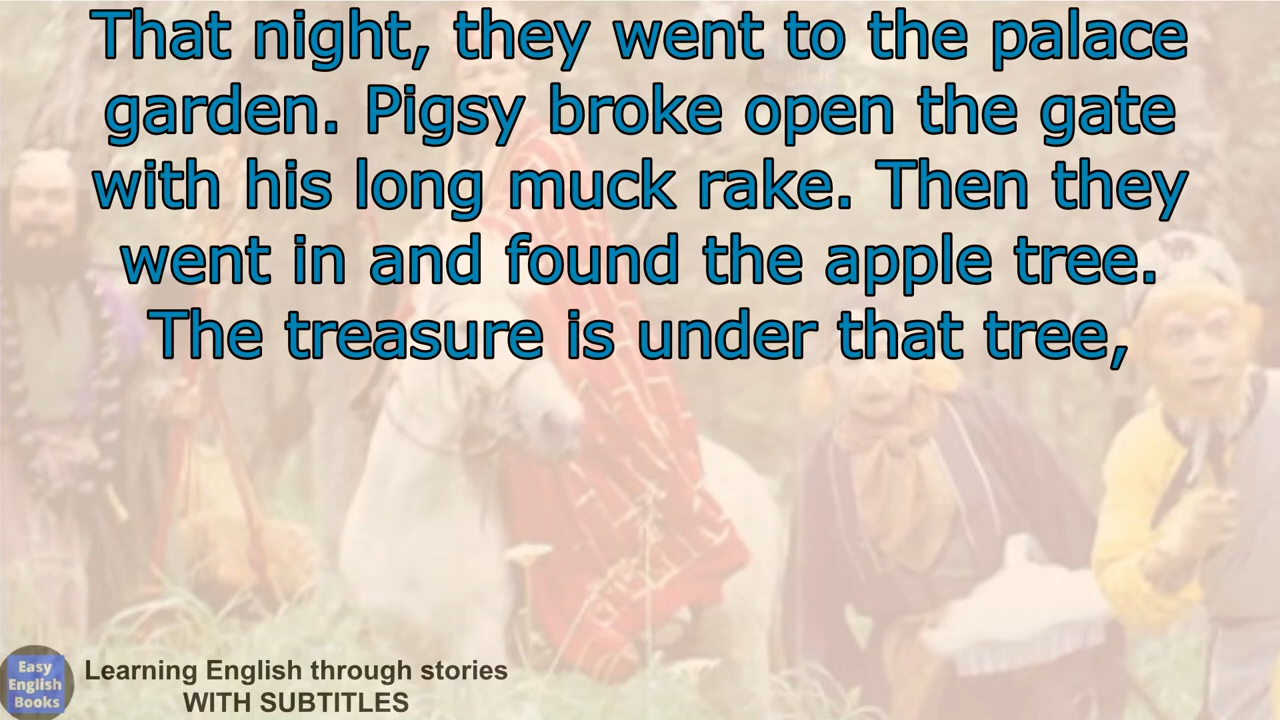 That night, they went to the palace
garden. Pigsy broke open the gate
with his long muck rake. Then they
went in and found the apple tree.
The treasure is under that tree,
Easy
English
Books
Learning English through stories
WITH SUBTITLES